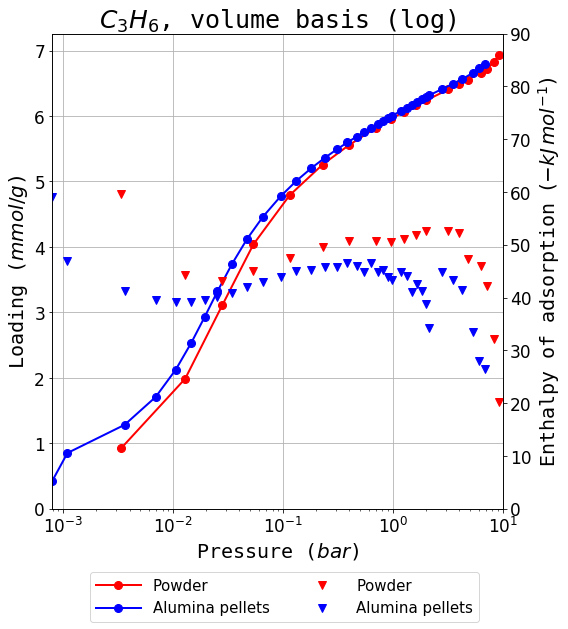 C₃H₆, volume basis (log)
Loading (mmol/g)
7
6
5
4
3
2
1
0
90
80
70
60
50
40
30
20
10
0
Enthalpy of adsorption (−kJ mol⁻¹)
10⁻³ 10⁻² 10⁻¹ 10⁰ 10¹
Pressure (bar)
Powder Powder
Alumina pellets Alumina pellets